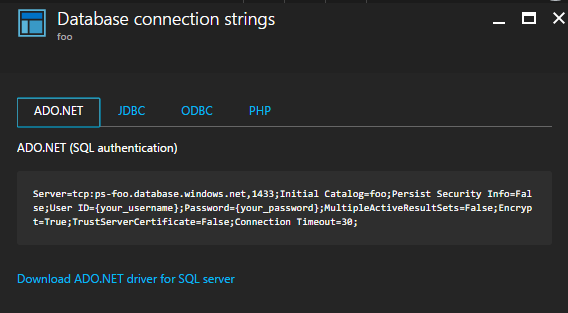 Database connection strings
foo
ADO.NET JDBC ODBC PHP
ADO.NET (SQL authentication)
Server=tcp:ps-foo.database.windows.net,1433;Initial Catalog=foo;Persist Security Info=Fal
se;User ID={your_username};Password={your_password};MultipleActiveResultSets=False;Encryp
t=True;TrustServerCertificate=False;Connection Timeout=30;
Download ADO.NET driver for SQL server